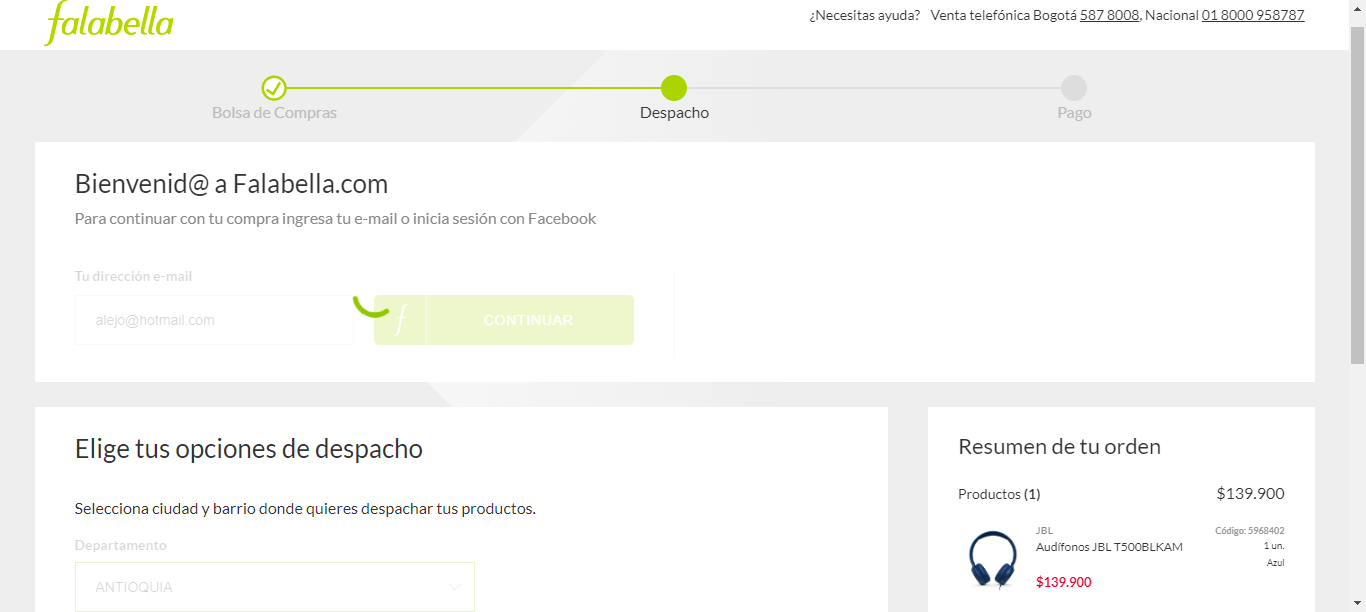 falabella
¿Necesitas ayuda? Venta telefónica Bogotá 587 8008, Nacional 01 8000 958787
Bolsa de Compras
Despacho
Pago
Bienvenid@ a Falabella.com
Para continuar con tu compra ingresa tu e-mail o inicia sesión con Facebook
Tu dirección e-mail
alejo@hotmail.com
f CONTINUAR
Elige tus opciones de despacho
Selecciona ciudad y barrio donde quieres despachar tus productos.
Departamento
ANTIOQUIA
Resumen de tu orden
Productos (1) $139.900
JBL Código: 5968402
Audífonos JBL T500BLKAM 1 un.
Azul
$139.900